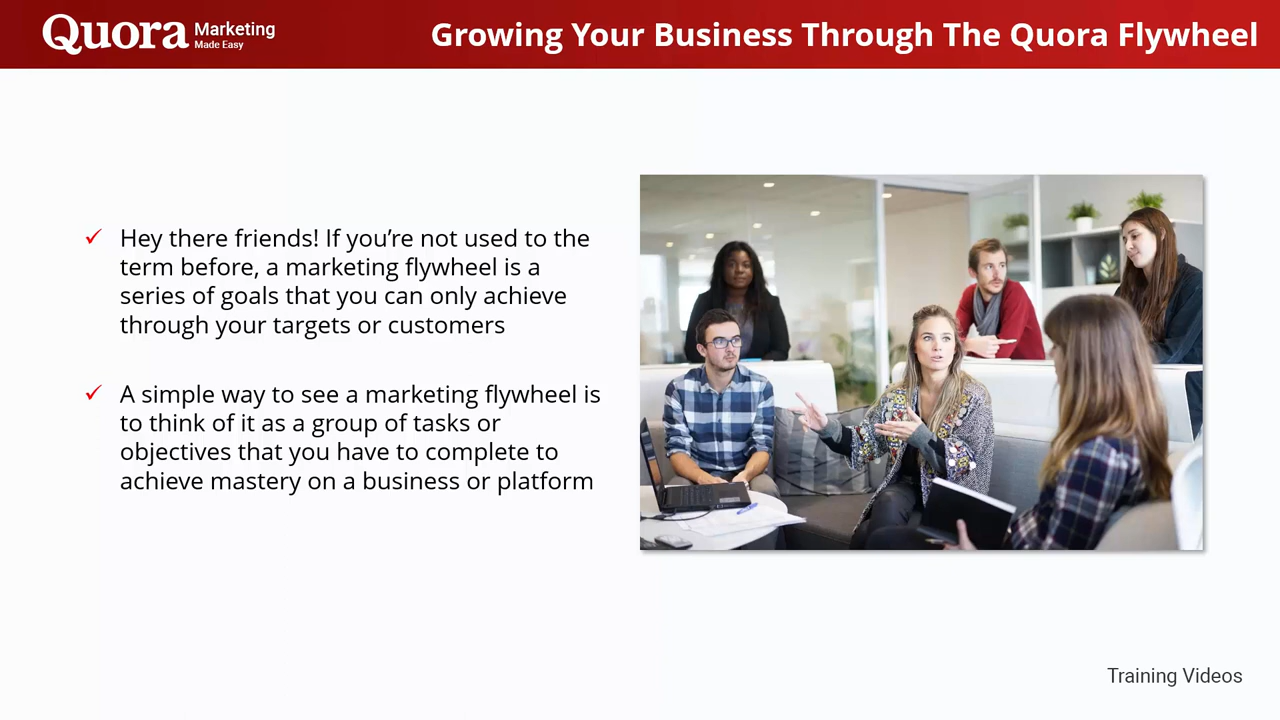 Quora Marketing
Made Easy
Growing Your Business Through The Quora Flywheel
✓ Hey there friends! If you’re not used to the
term before, a marketing flywheel is a
series of goals that you can only achieve
through your targets or customers
✓ A simple way to see a marketing flywheel is
to think of it as a group of tasks or
objectives that you have to complete to
achieve mastery on a business or platform
Training Videos